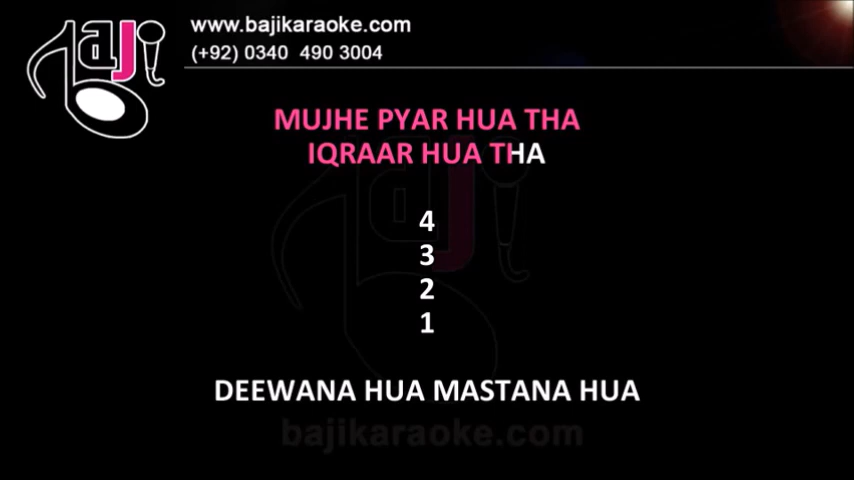 www.bajikaraoke.com
(+92) 0340 490 3004
BaJi
MUJHE PYAR HUA THA
IQRAAR HUA THA
4
3
2
1
DEEWANA HUA MASTANA HUA
bajikaraoke.com